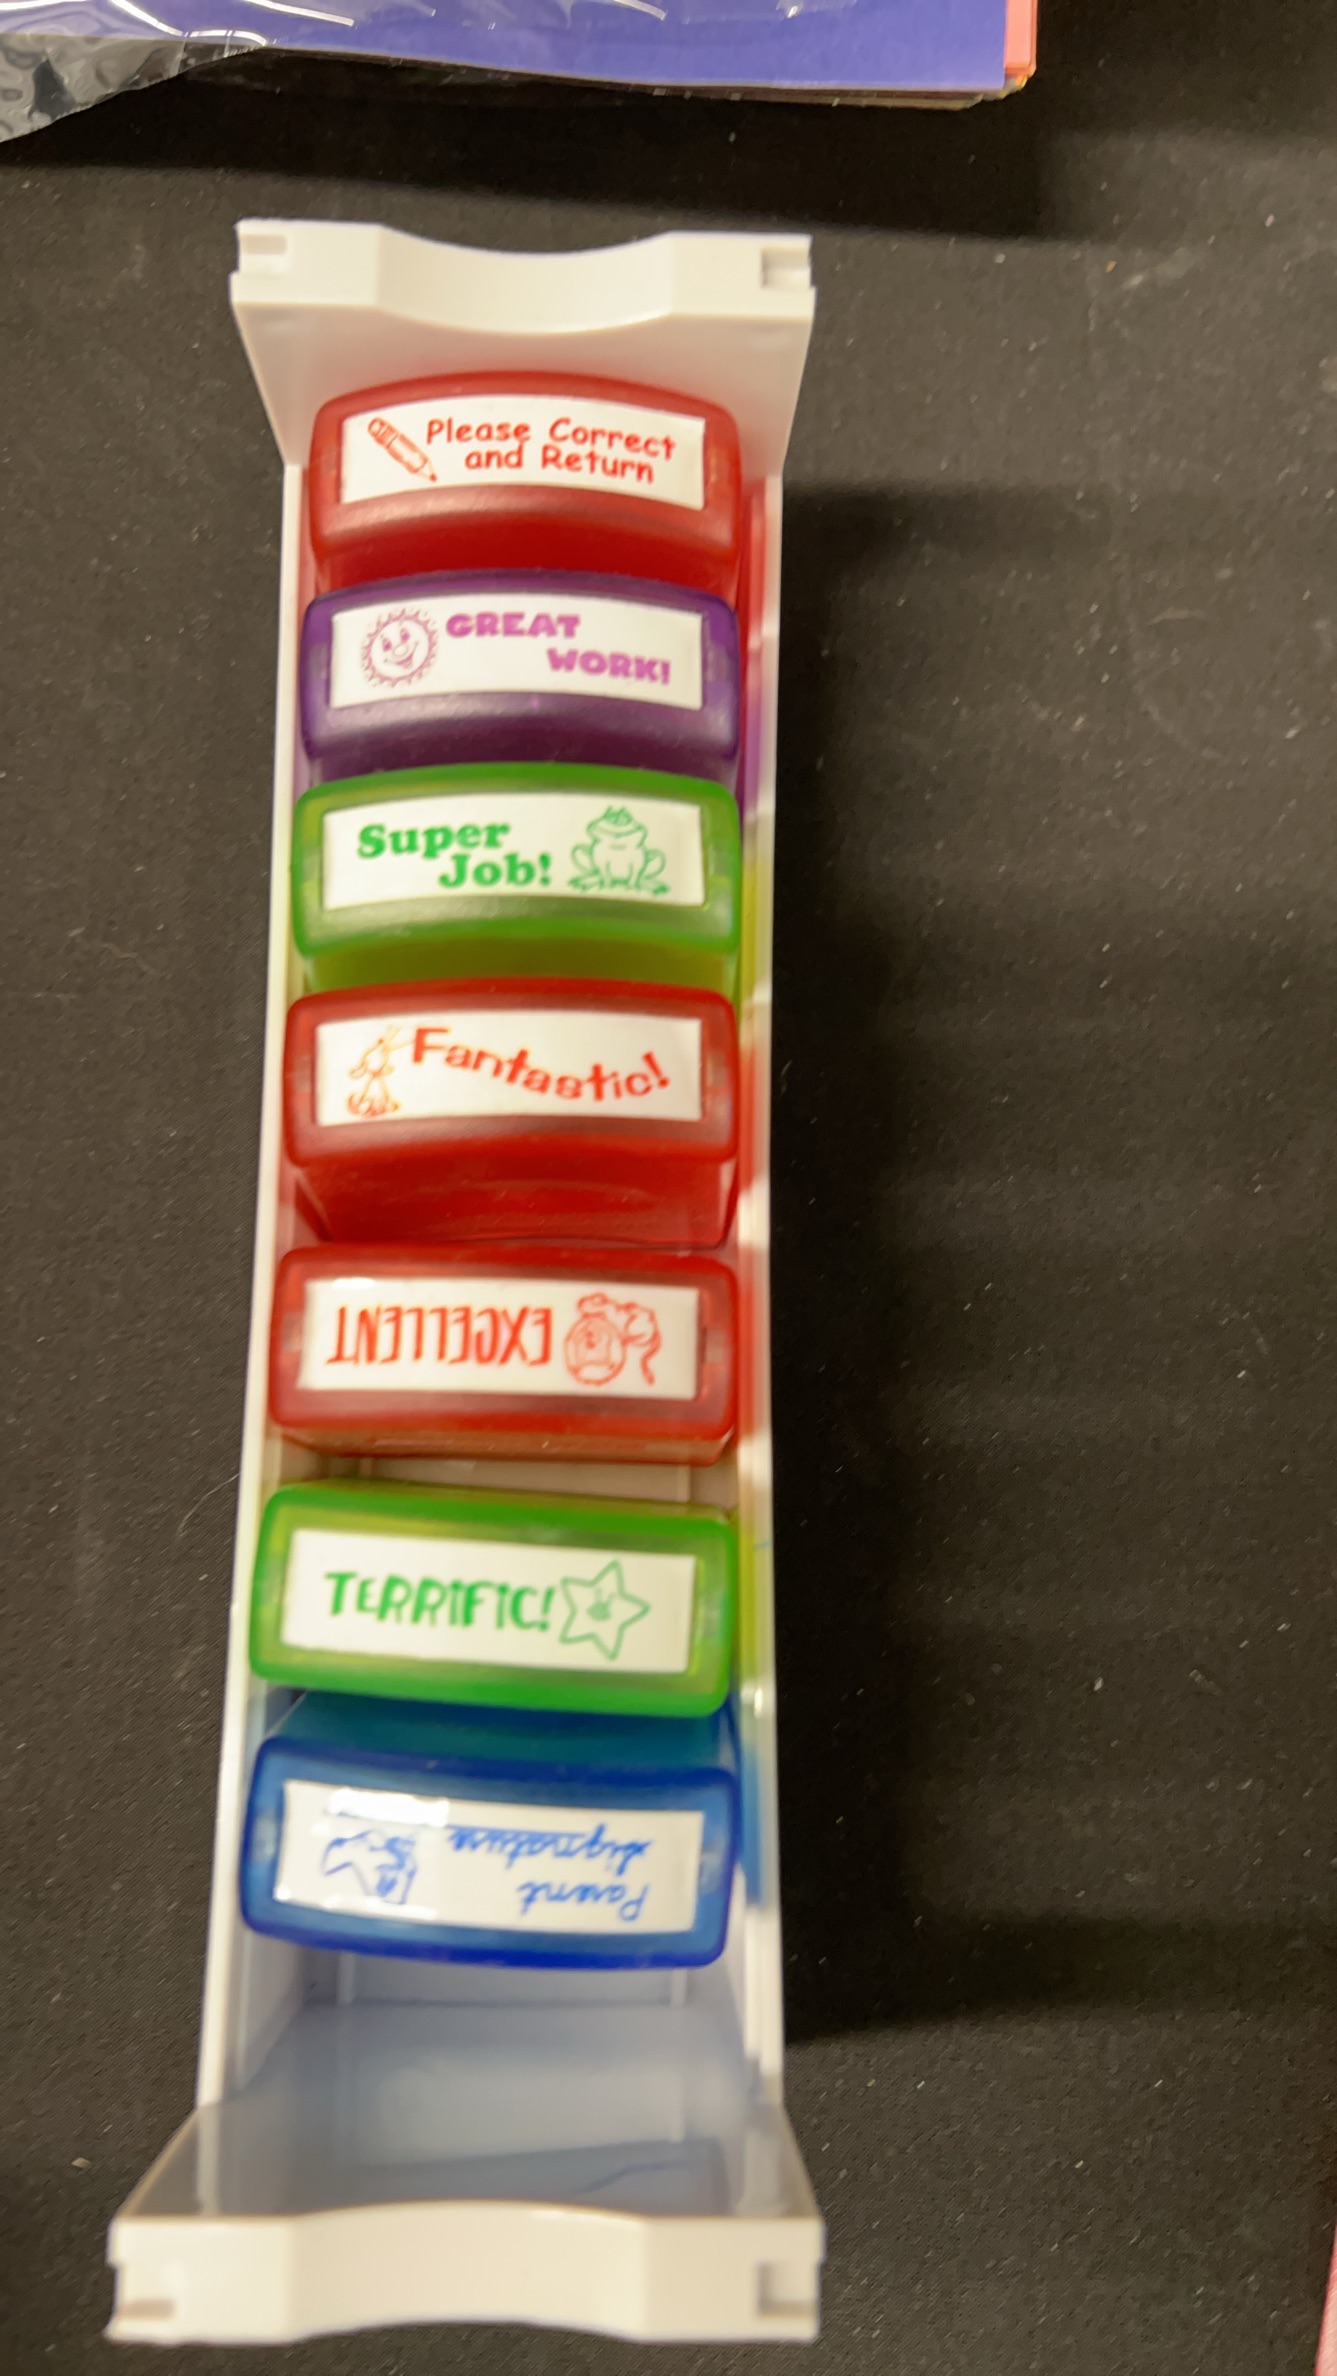 Please Correct
and Return
GREAT
WORK!
Super
Job!
Fantastic!
EXCELLENT
TERRIFIC!
Parent
Signature